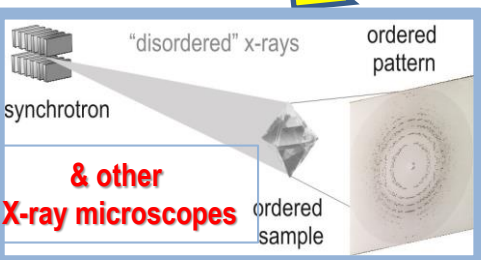 “disordered” x-rays
ordered
pattern
synchrotron
& other
X-ray microscopes
ordered
sample